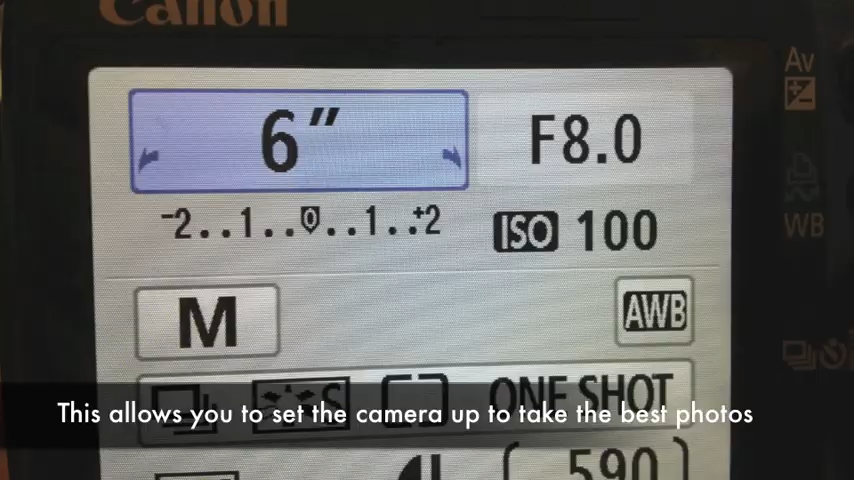 Canon
6" F8.0
-2..1..0..1..+2 ISO 100
M AWB
S ONE SHOT
This allows you to set the camera up to take the best photos
[590]
Av
WB